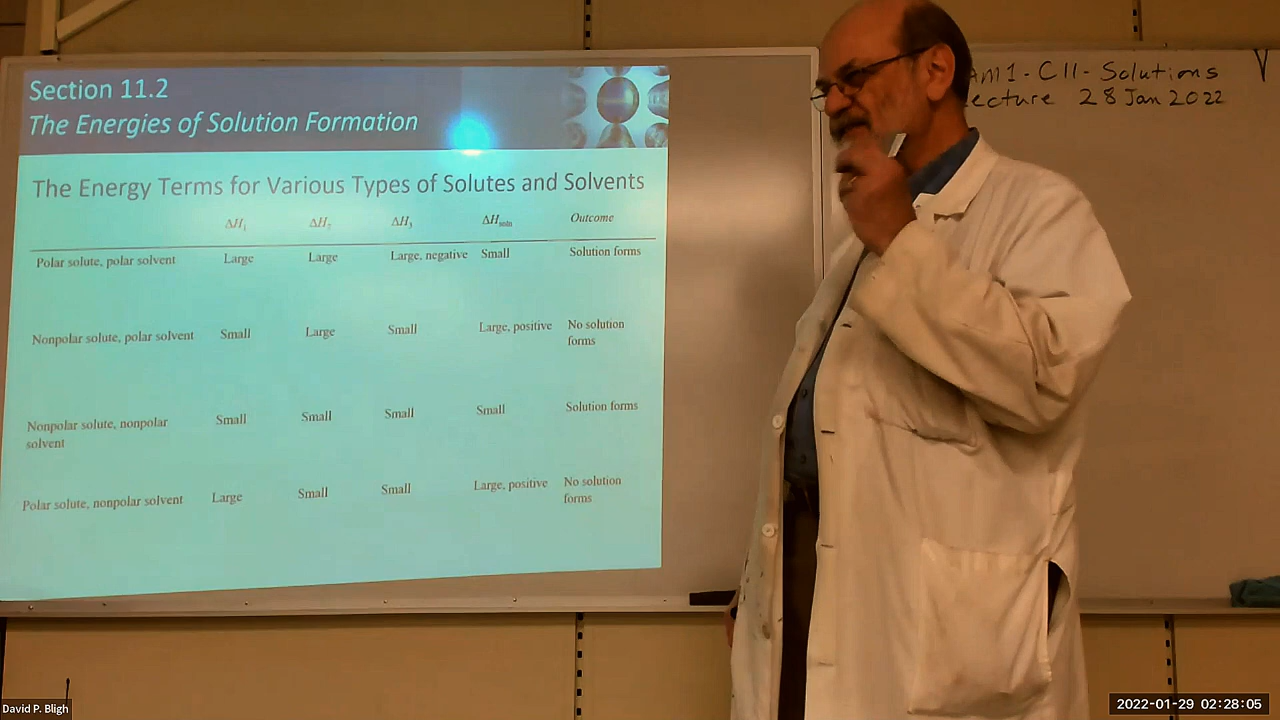 Section 11.2
The Energies of Solution Formation
The Energy Terms for Various Types of Solutes and Solvents
ΔH₁ ΔH₂ ΔH₃ ΔHsoln Outcome
Polar solute, polar solvent Large Large Large, negative Small Solution forms
Nonpolar solute, polar solvent Small Large Small Large, positive No solution
forms
Nonpolar solute, nonpolar Small Small Small Small Solution forms
solvent
Polar solute, nonpolar solvent Large Small Small Large, positive No solution
forms
Am1-C11-Solutions
ecture 28 Jan 2022
David P. Bligh
2022-01-29 02:28:05